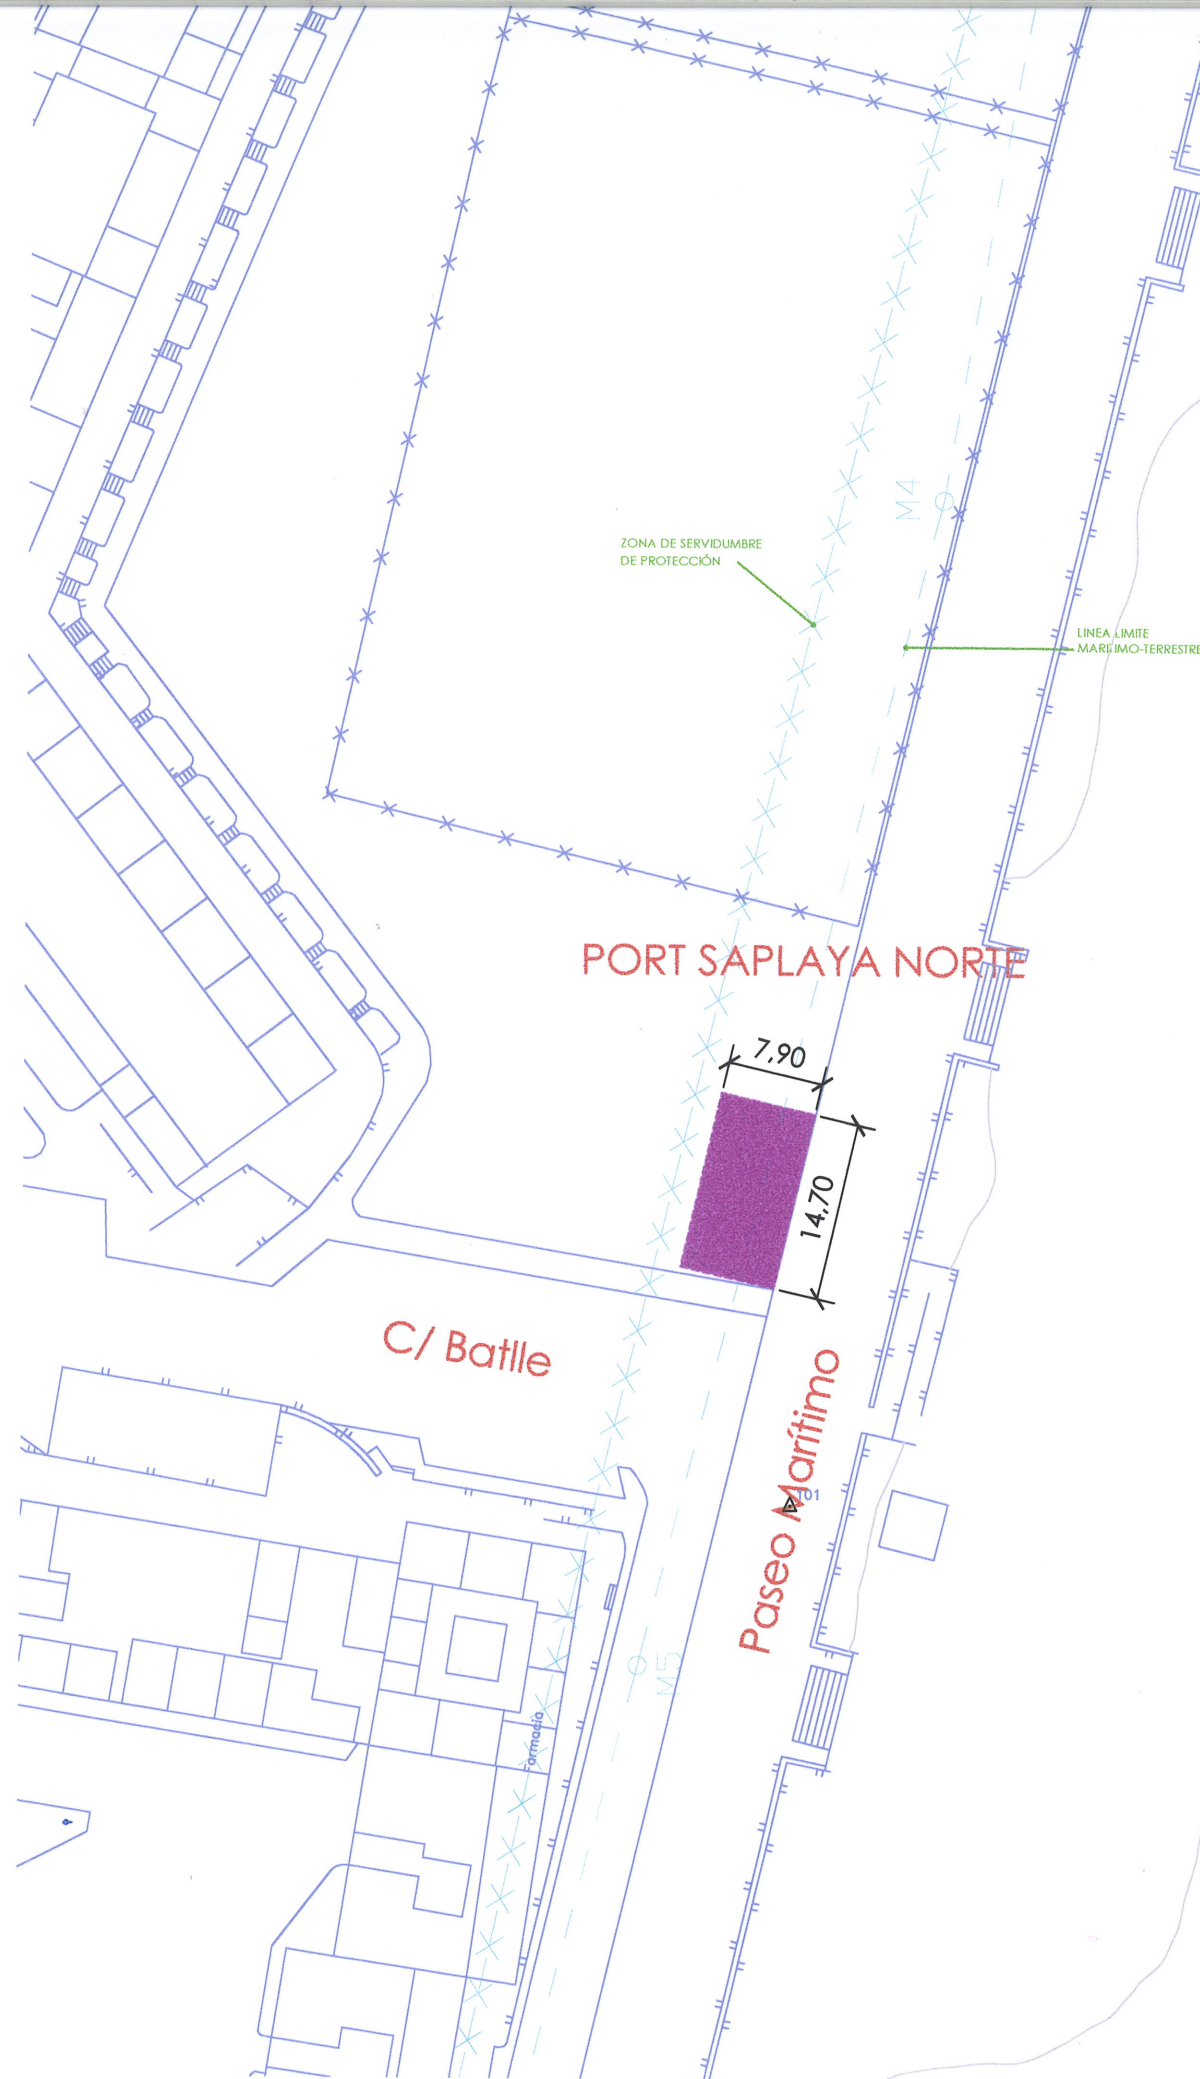 M4
ZONA DE SERVIDUMBRE
DE PROTECCIÓN
LINEA LIMITE
MARITIMO-TERRESTRE
PORT SAPLAYA NORTE
7,90
14,70
C/ Batlle
Paseo Marítimo
101
M5
Farmacia